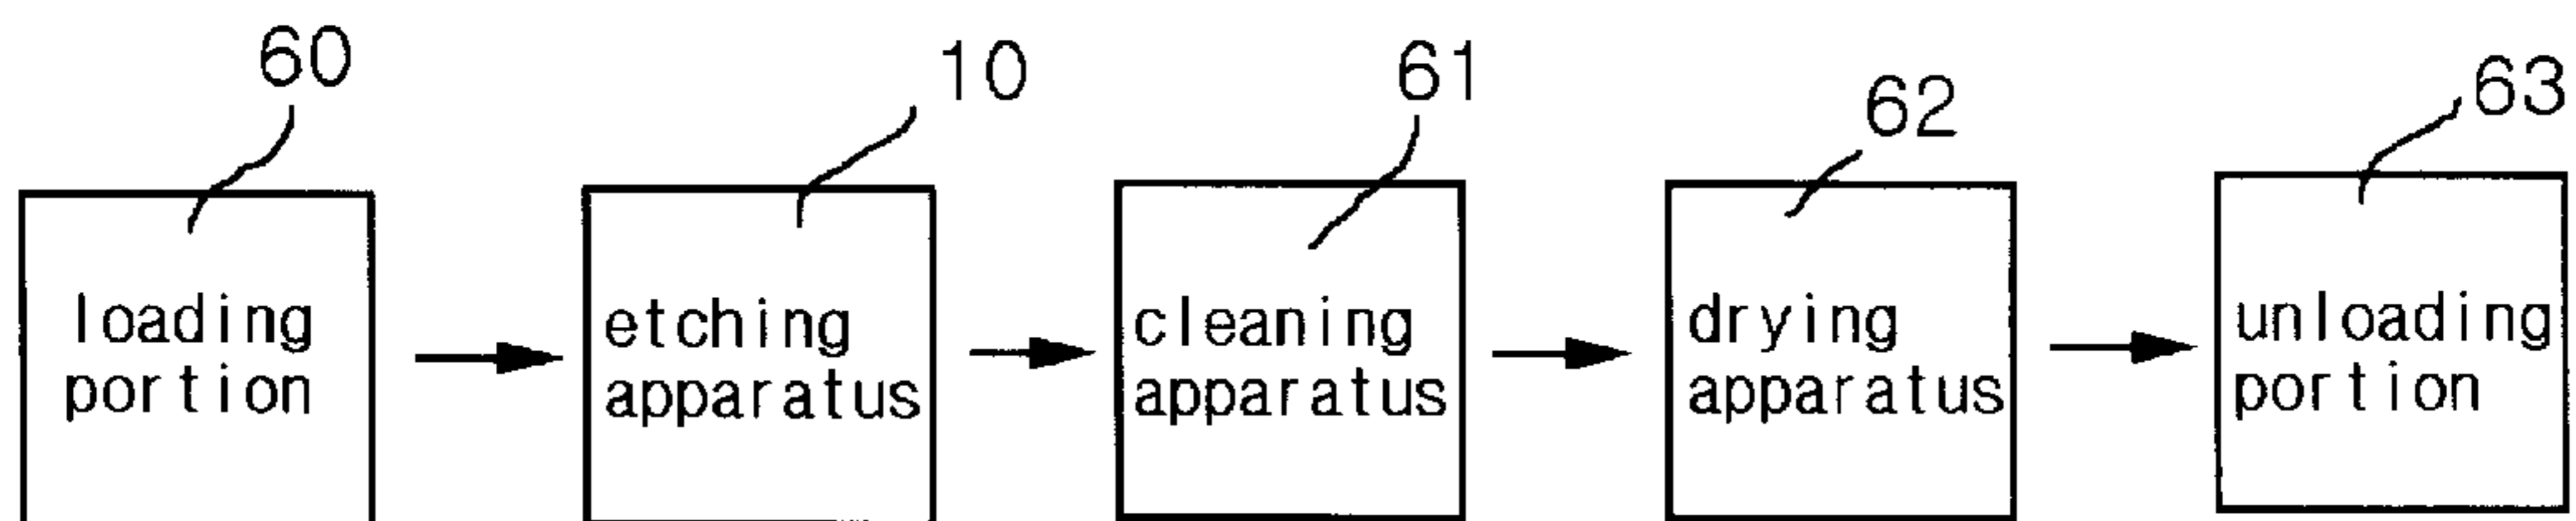 60
10
61
62
63
loading
portion
etching
apparatus
cleaning
apparatus
drying
apparatus
unloading
portion